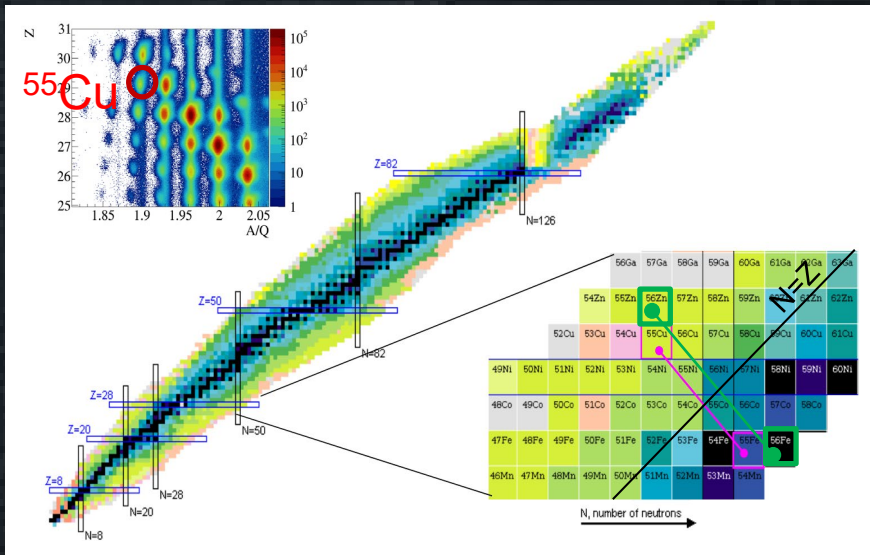 Z
31
30
29
28
27
26
25
55Cu
10^5
10^4
10^3
10^2
10
1
1.85 1.9 1.95 2 2.05
A/Q
Z=82
N=126
Z=50
N=82
Z=28
N=50
Z=20
N=28
Z=8
N=20
N=8
56Ga 57Ga 58Ga 59Ga 60Ga 61Ga 62Ga 63Ga
N=Z
54Zn 55Zn 56Zn 57Zn 58Zn 59Zn 61Zn 62Zn
52Cu 53Cu 54Cu 55Cu 56Cu 57Cu 58Cu 59Cu 60Cu 61Cu
49Ni 50Ni 51Ni 52Ni 53Ni 54Ni 55Ni 56Ni 57Ni 58Ni 59Ni 60Ni
48Co 49Co 50Co 51Co 52Co 53Co 54Co 55Co 56Co 57Co 58Co
47Fe 48Fe 49Fe 50Fe 51Fe 52Fe 53Fe 54Fe 55Fe 56Fe
46Mn 47Mn 48Mn 49Mn 50Mn 51Mn 52Mn 53Mn 54Mn
N, number of neutrons